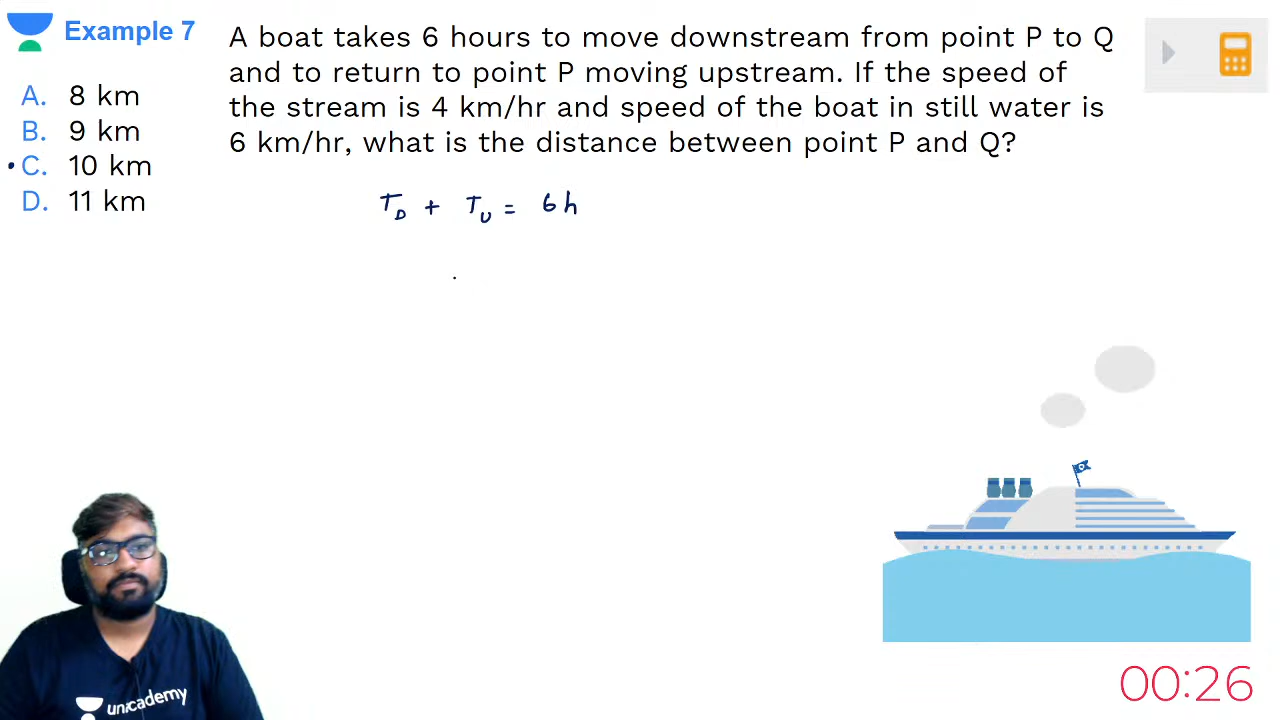 Example 7
A boat takes 6 hours to move downstream from point P to Q
and to return to point P moving upstream. If the speed of
the stream is 4 km/hr and speed of the boat in still water is
6 km/hr, what is the distance between point P and Q?
A. 8 km
B. 9 km
C. 10 km
D. 11 km
T_D + T_U = 6 h
unacademy
00:26